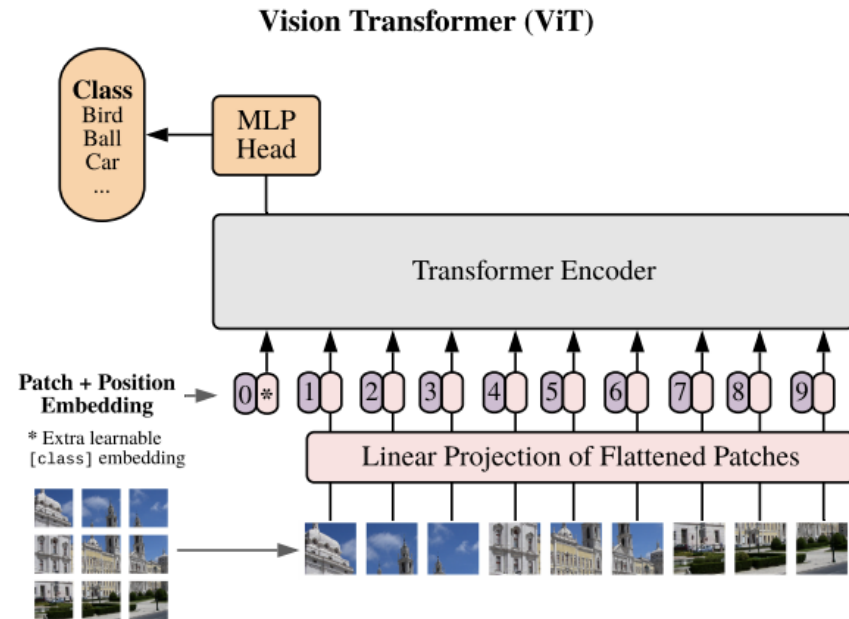 Vision Transformer (ViT)
Class
Bird
Ball
Car
...
MLP
Head
Transformer Encoder
Patch + Position
Embedding
0 * 1 2 3 4 5 6 7 8 9
* Extra learnable
[class] embedding
Linear Projection of Flattened Patches